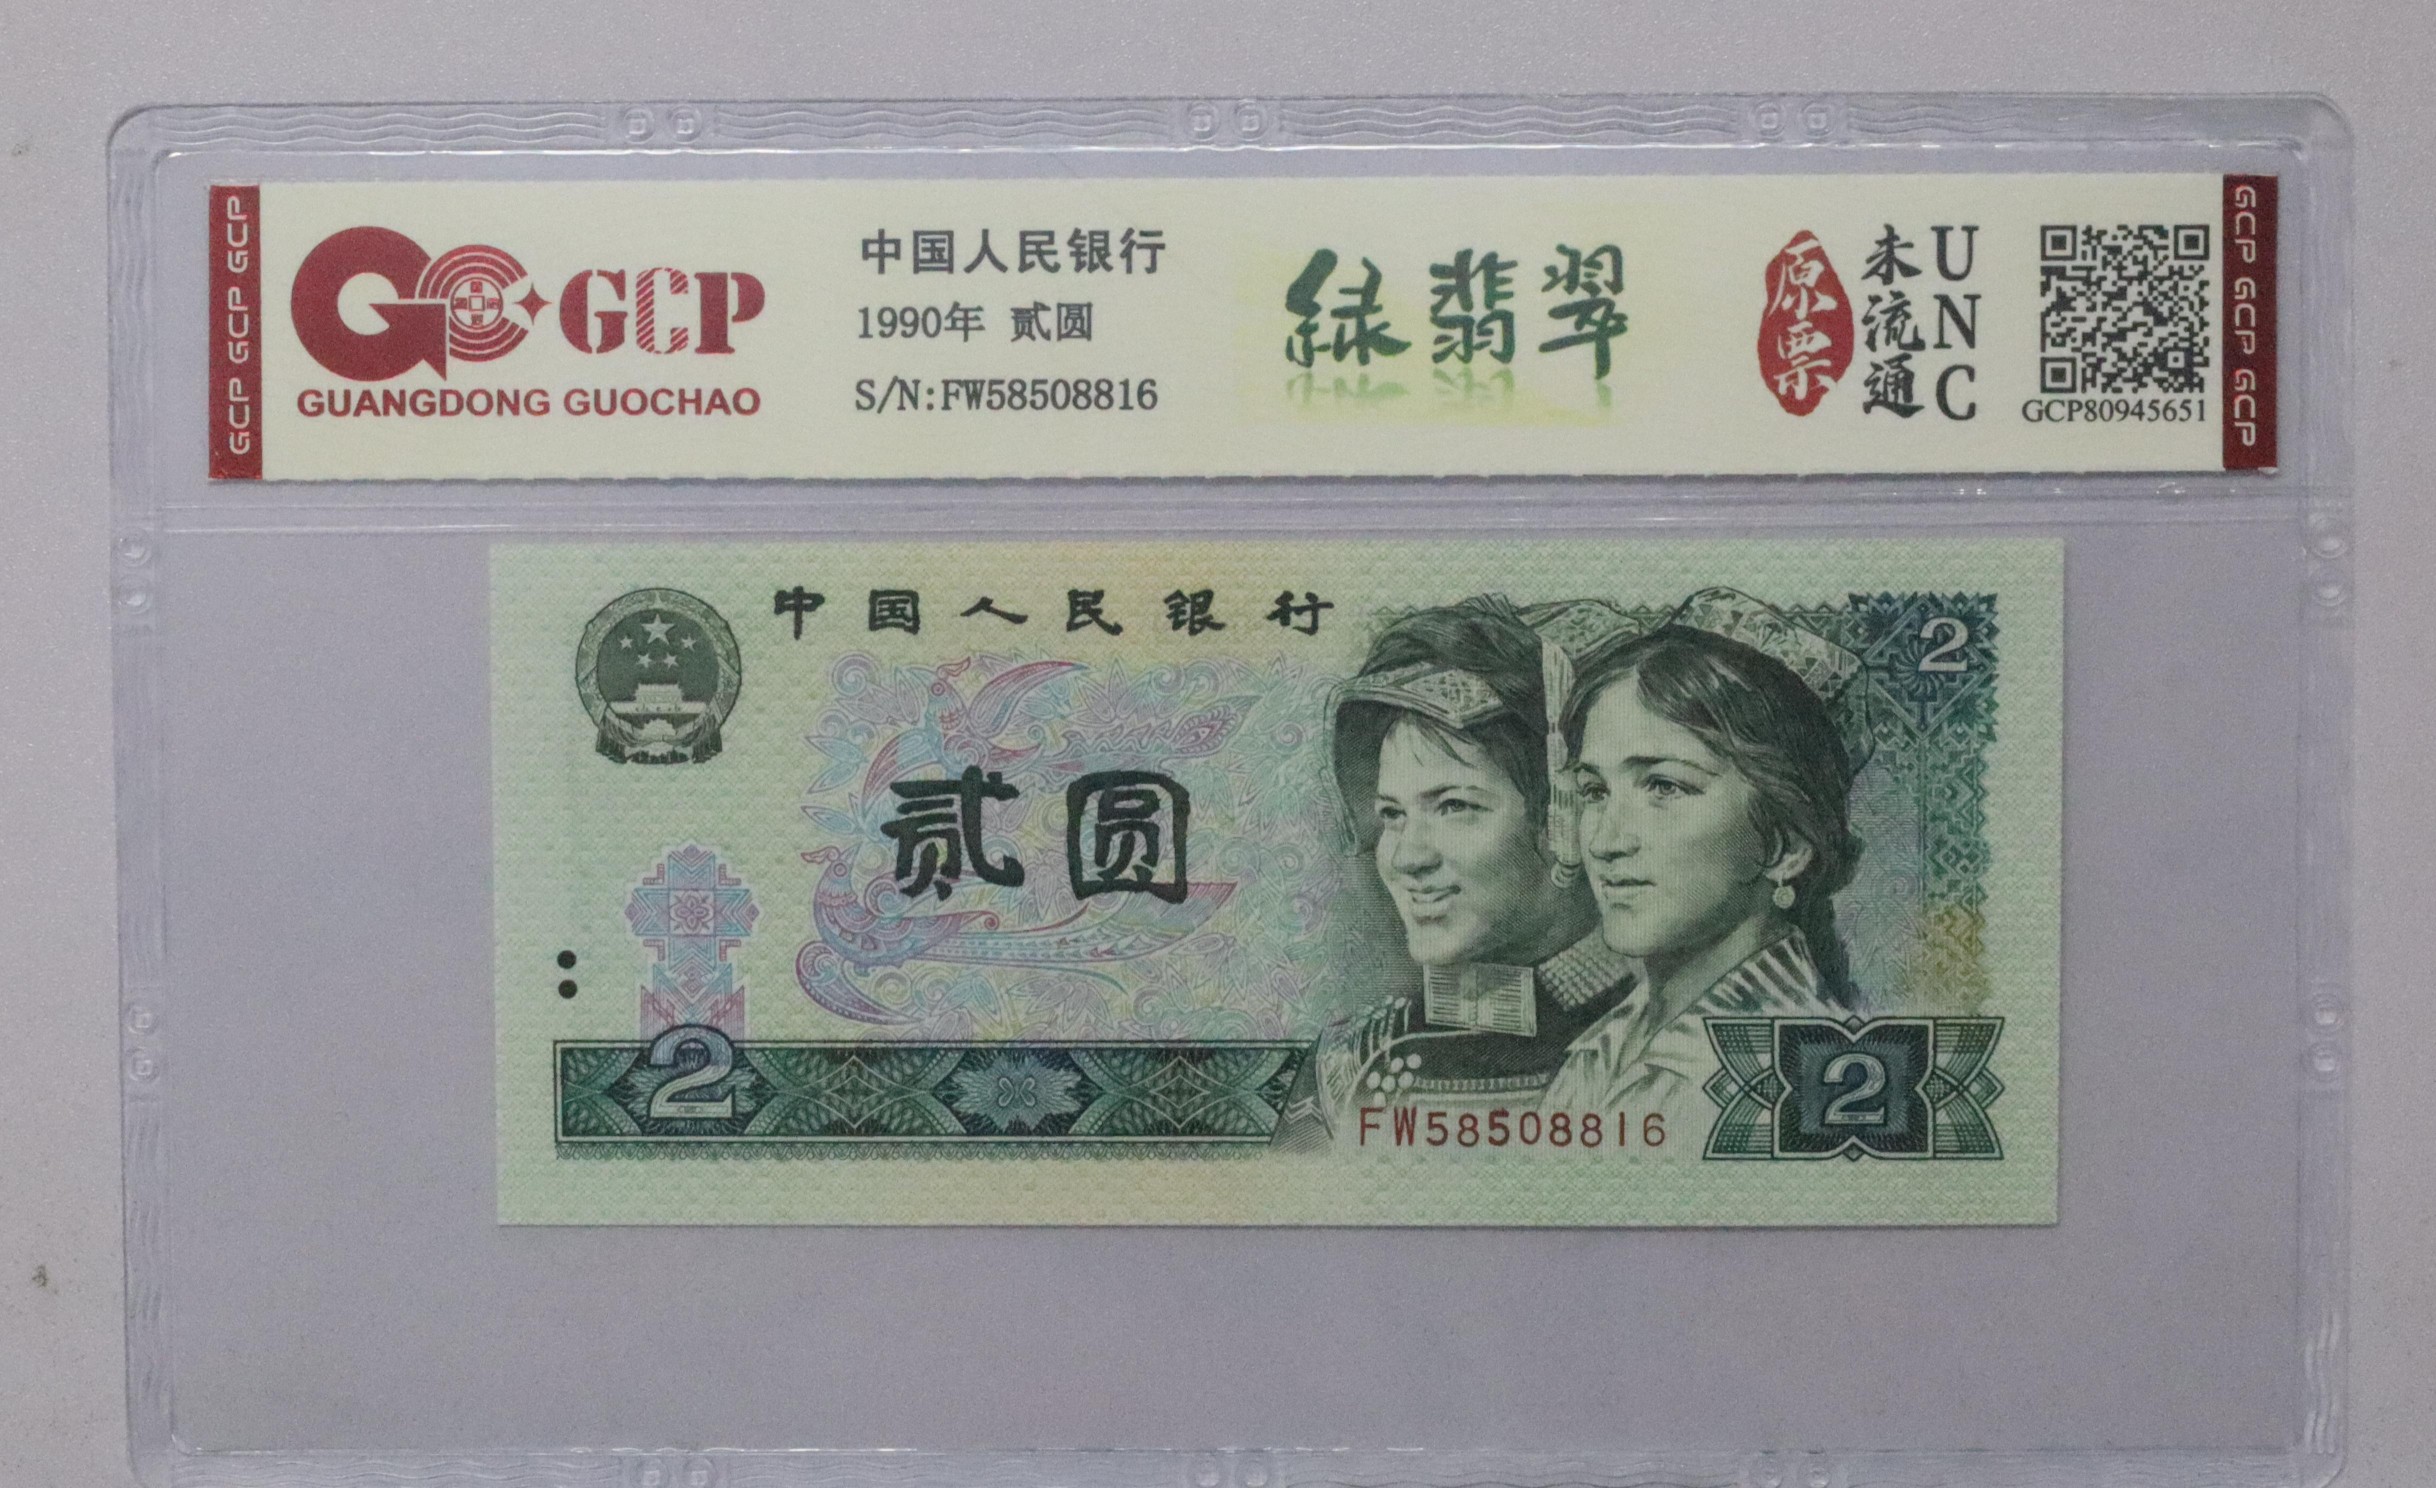 GCP GCP GCP
GCP
GUANGDONG GUOCHAO
中国人民银行
1990年 贰圆
S/N:FW58508816
绿翡翠
原票
未流通
UNC
GCP80945651
GCP GCP GCP
中国人民银行
2
贰圆
2
FW58508816
2